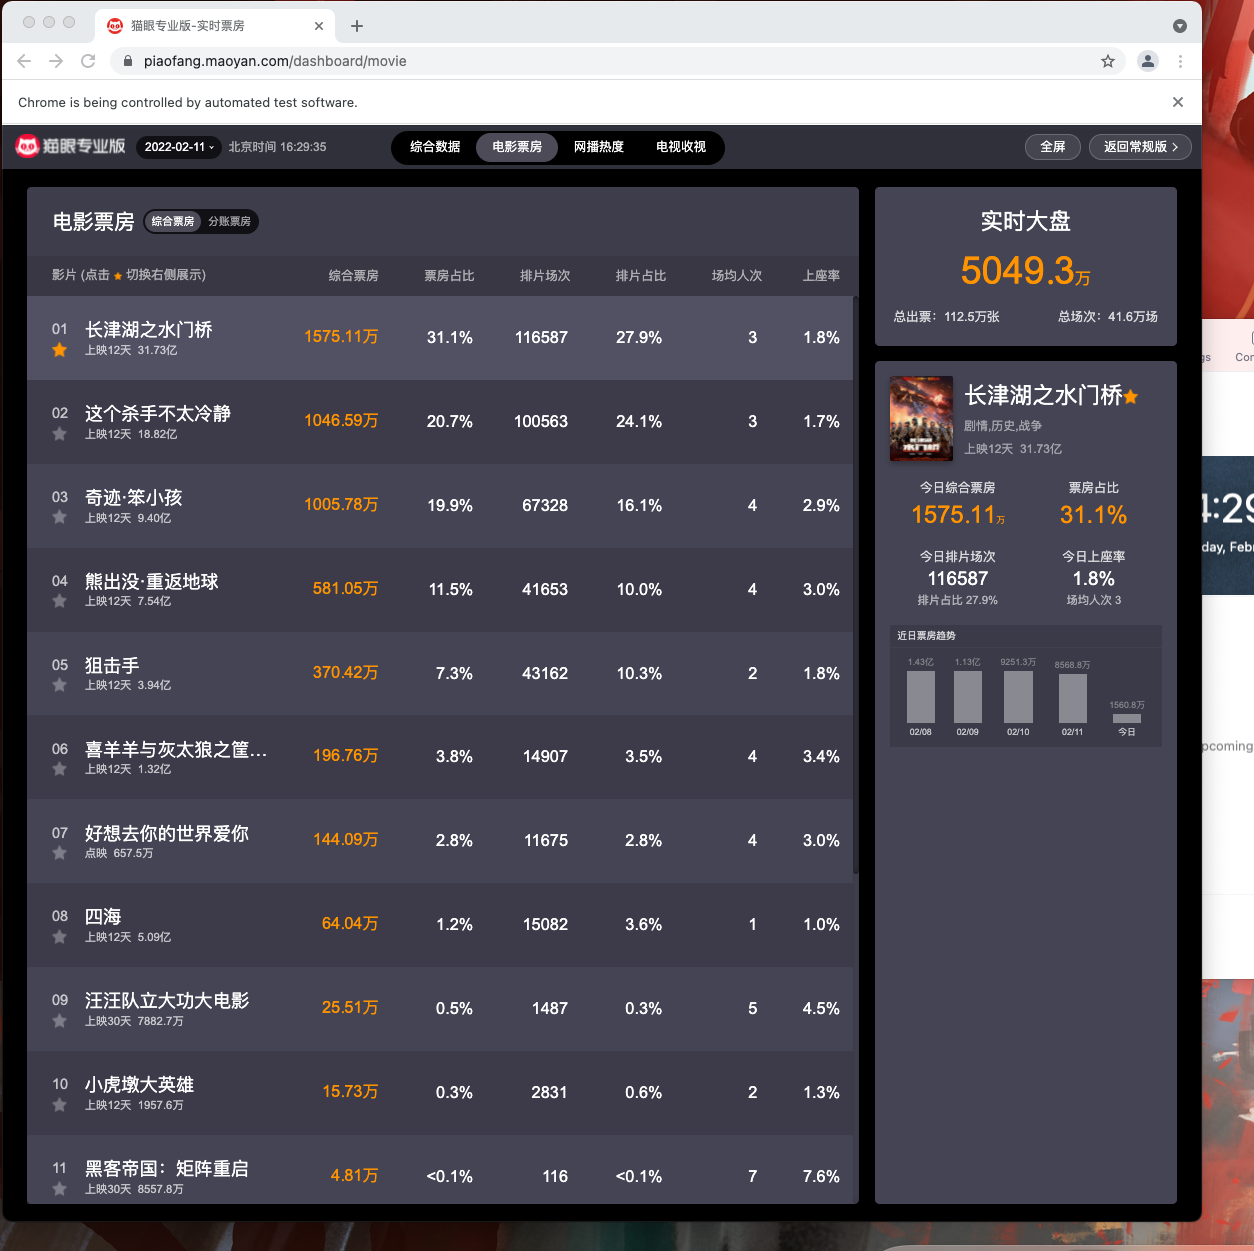 猫眼专业版-实时票房
piaofang.maoyan.com/dashboard/movie
Chrome is being controlled by automated test software.
猫眼专业版
2022-02-11
北京时间 16:29:35
综合数据 电影票房 网播热度 电视收视
全屏
返回常规版
电影票房 综合票房 分账票房
影片 (点击 ★ 切换右侧展示) 综合票房 票房占比 排片场次 排片占比 场均人次 上座率
01 长津湖之水门桥 1575.11万 31.1% 116587 27.9% 3 1.8%
上映12天 31.73亿
02 这个杀手不太冷静 1046.59万 20.7% 100563 24.1% 3 1.7%
上映12天 18.82亿
03 奇迹·笨小孩 1005.78万 19.9% 67328 16.1% 4 2.9%
上映12天 9.40亿
04 熊出没·重返地球 581.05万 11.5% 41653 10.0% 4 3.0%
上映12天 7.54亿
05 狙击手 370.42万 7.3% 43162 10.3% 2 1.8%
上映12天 3.94亿
06 喜羊羊与灰太狼之筐... 196.76万 3.8% 14907 3.5% 4 3.4%
上映12天 1.32亿
07 好想去你的世界爱你 144.09万 2.8% 11675 2.8% 4 3.0%
点映 657.5万
08 四海 64.04万 1.2% 15082 3.6% 1 1.0%
上映12天 5.09亿
09 汪汪队立大功大电影 25.51万 0.5% 1487 0.3% 5 4.5%
上映30天 7882.7万
10 小虎墩大英雄 15.73万 0.3% 2831 0.6% 2 1.3%
上映12天 1957.6万
11 黑客帝国：矩阵重启 4.81万 <0.1% 116 <0.1% 7 7.6%
上映30天 8557.8万
实时大盘
5049.3万
总出票：112.5万张 总场次：41.6万场
长津湖之水门桥
剧情,历史,战争
上映12天 31.73亿
今日综合票房 票房占比
1575.11万 31.1%
今日排片场次 今日上座率
116587 1.8%
排片占比 27.9% 场均人次 3
近日票房趋势
1.43亿 1.13亿 9251.3万 8568.8万 1560.8万
02/08 02/09 02/10 02/11 今日
gs
Con
4:29
day, Febr
pcoming